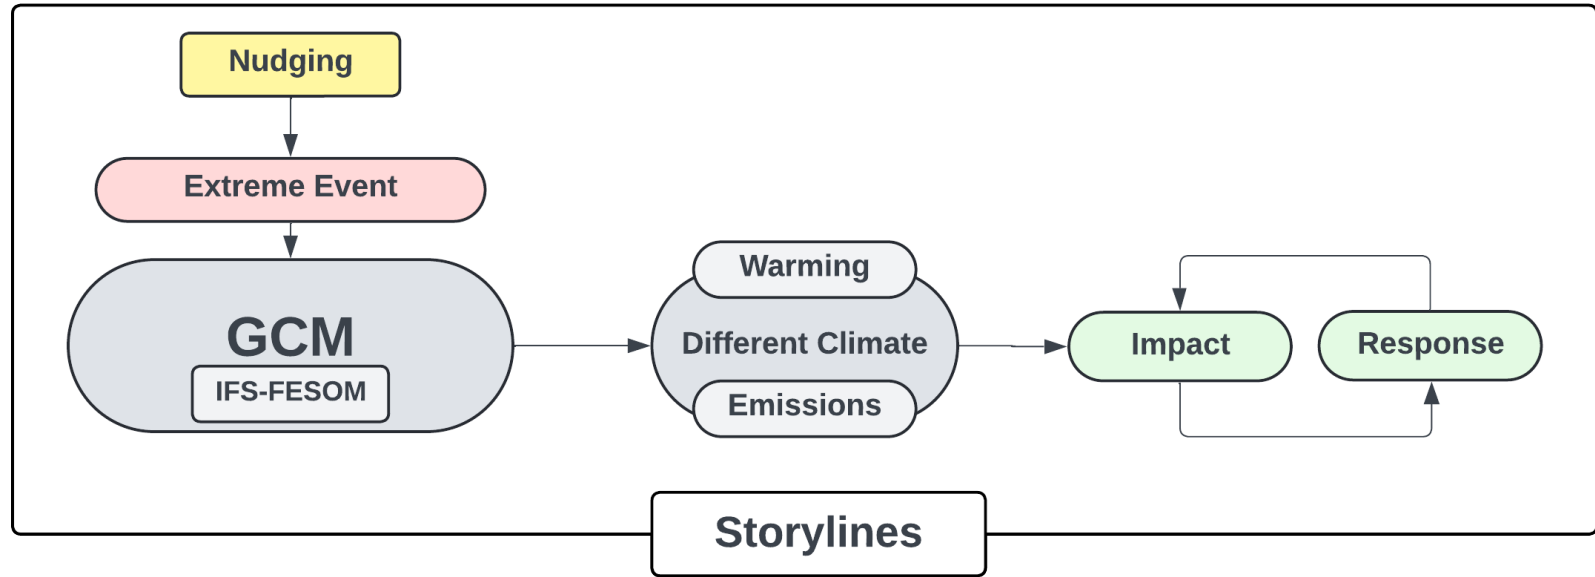 Nudging
Extreme Event
GCM
IFS-FESOM
Warming
Different Climate
Emissions
Impact
Response
Storylines